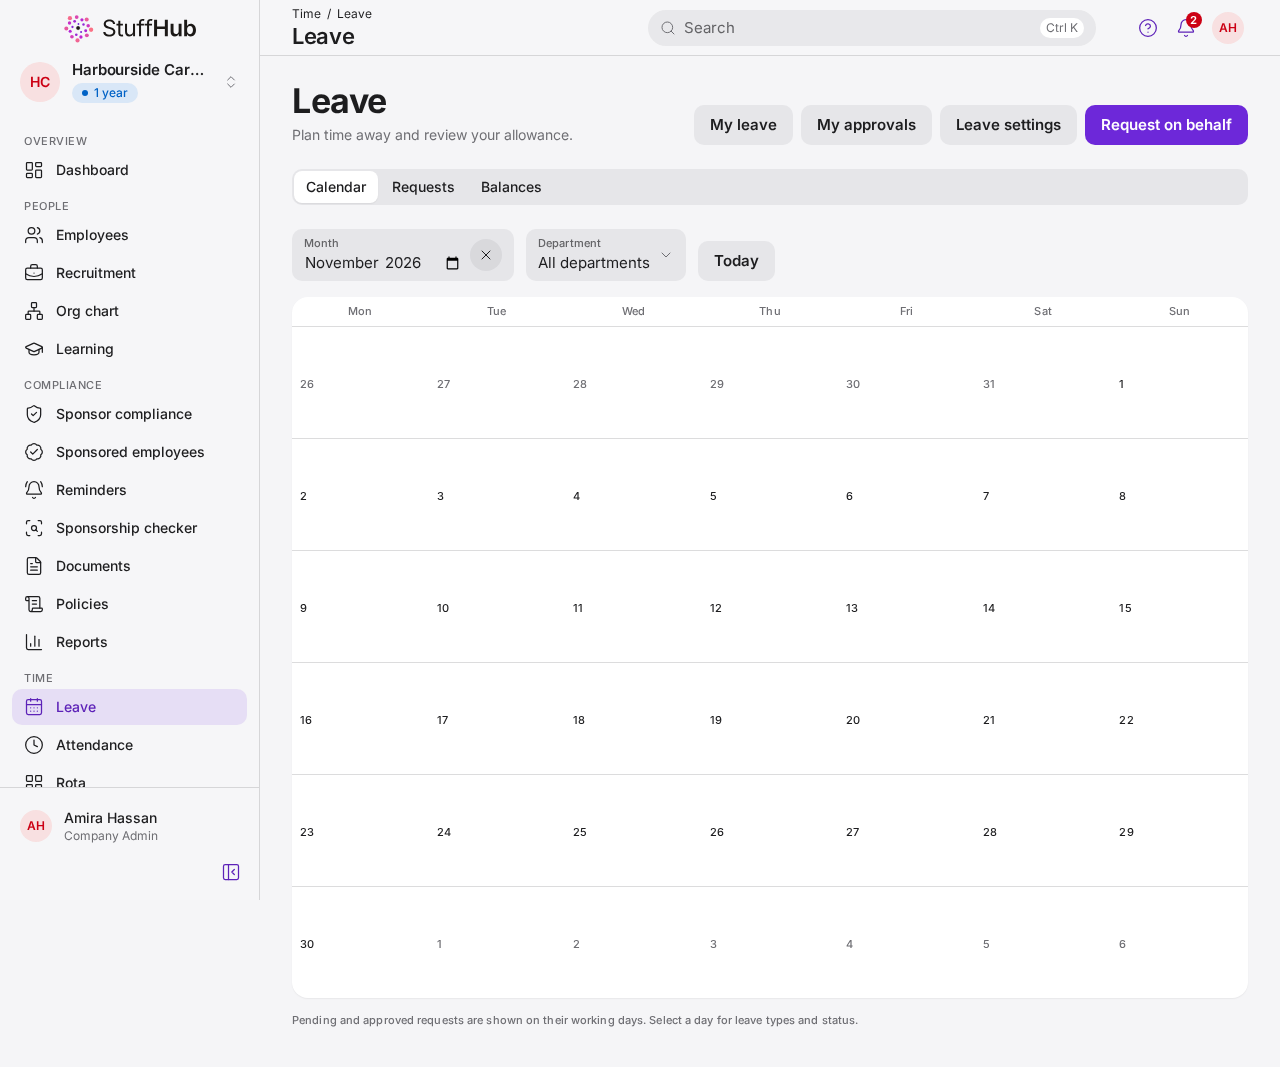 StuffHub
HC
Harbourside Car...
1 year
OVERVIEW
Dashboard
PEOPLE
Employees
Recruitment
Org chart
Learning
COMPLIANCE
Sponsor compliance
Sponsored employees
Reminders
Sponsorship checker
Documents
Policies
Reports
TIME
Leave
Attendance
Rota
AH
Amira Hassan
Company Admin
Time / Leave
Leave
Search
Ctrl K
2
AH
Leave
Plan time away and review your allowance.
My leave
My approvals
Leave settings
Request on behalf
Calendar
Requests
Balances
Month
November 2026
Department
All departments
Today
Mon Tue Wed Thu Fri Sat Sun
26 27 28 29 30 31 1
2 3 4 5 6 7 8
9 10 11 12 13 14 15
16 17 18 19 20 21 22
23 24 25 26 27 28 29
30 1 2 3 4 5 6
Pending and approved requests are shown on their working days. Select a day for leave types and status.